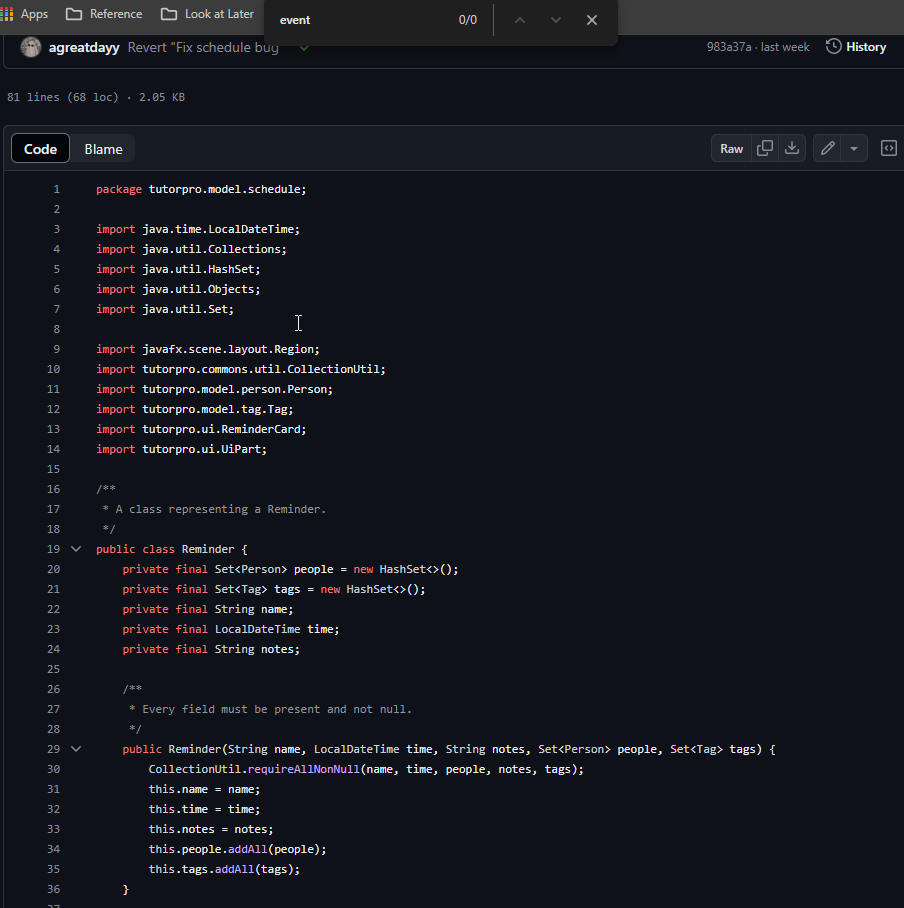 Apps Reference Look at Later
event 0/0
agreatdayy Revert "Fix schedule bug" 983a37a · last week History
81 lines (68 loc) · 2.05 KB
Code Blame Raw
1 package tutorpro.model.schedule;
2
3 import java.time.LocalDateTime;
4 import java.util.Collections;
5 import java.util.HashSet;
6 import java.util.Objects;
7 import java.util.Set;
8
9 import javafx.scene.layout.Region;
10 import tutorpro.commons.util.CollectionUtil;
11 import tutorpro.model.person.Person;
12 import tutorpro.model.tag.Tag;
13 import tutorpro.ui.ReminderCard;
14 import tutorpro.ui.UiPart;
15
16 /**
17  * A class representing a Reminder.
18  */
19 public class Reminder {
20     private final Set<Person> people = new HashSet<>();
21     private final Set<Tag> tags = new HashSet<>();
22     private final String name;
23     private final LocalDateTime time;
24     private final String notes;
25
26     /**
27      * Every field must be present and not null.
28      */
29     public Reminder(String name, LocalDateTime time, String notes, Set<Person> people, Set<Tag> tags) {
30         CollectionUtil.requireAllNonNull(name, time, people, notes, tags);
31         this.name = name;
32         this.time = time;
33         this.notes = notes;
34         this.people.addAll(people);
35         this.tags.addAll(tags);
36     }